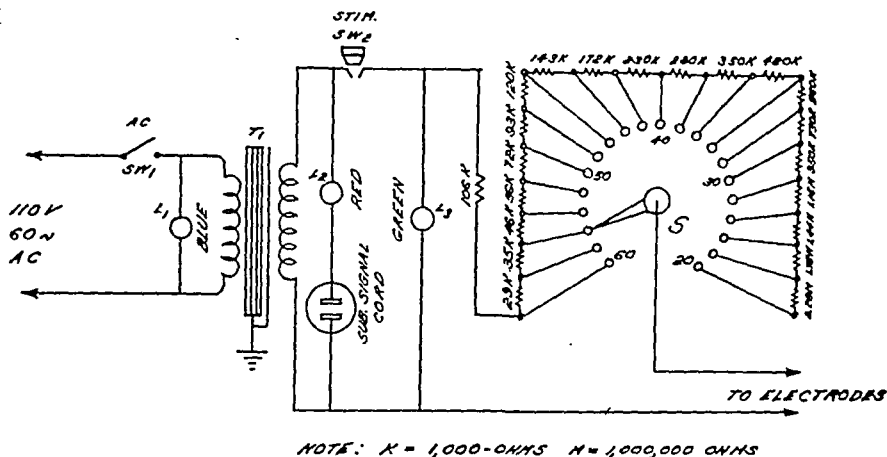 STIM.
SW2
AC
SW1
T1
110V
60~
AC
L1
BLUE
L2
RED
SUB. SIGNAL
CORD
L3
GREEN
106K
143K 172K 230K 280K 350K 480K
29K 35K 46K 56K 72K 93K 120K
50
40
30
20
60
S
TO ELECTRODES
NOTE: K = 1,000-OHMS M = 1,000,000 OHMS